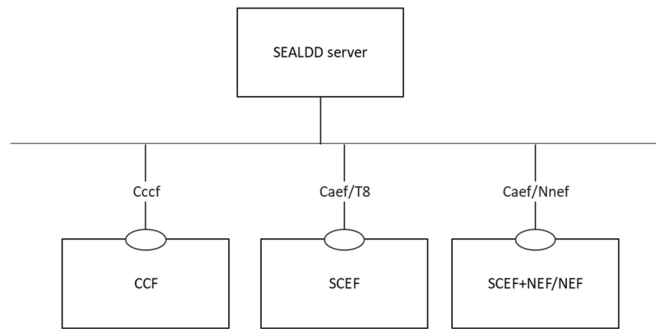 SEALDD server
Cccf
Caef/T8
Caef/Nnef
CCF
SCEF
SCEF+NEF/NEF